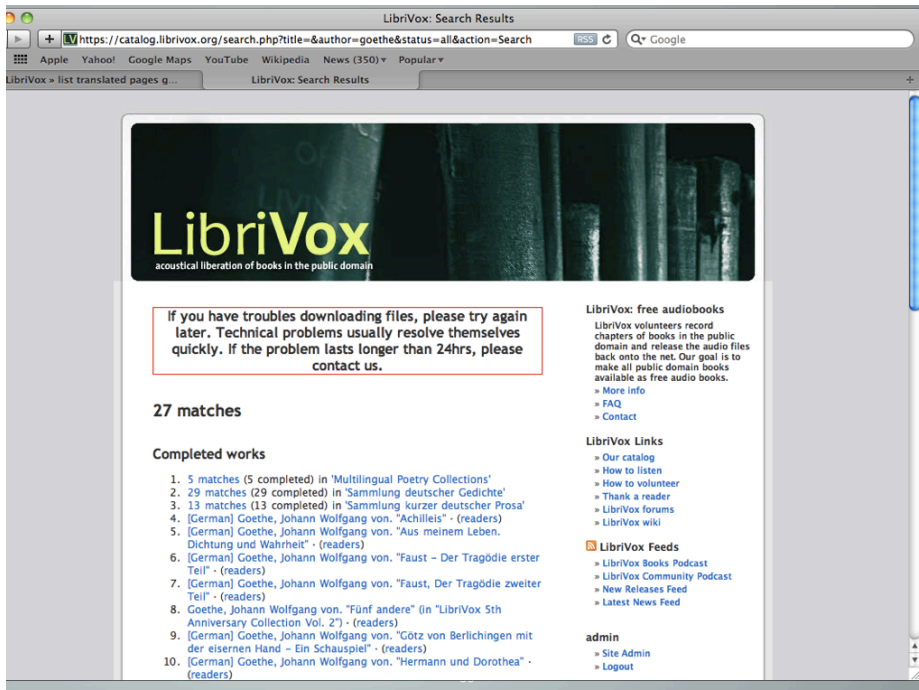 LibriVox: Search Results
https://catalog.librivox.org/search.php?title=&author=goethe&status=all&action=Search
RSS
Google
Apple Yahoo! Google Maps YouTube Wikipedia News (350) Popular
LibriVox » list translated pages g...
LibriVox: Search Results
LibriVox
acoustical liberation of books in the public domain
If you have troubles downloading files, please try again
later. Technical problems usually resolve themselves
quickly. If the problem lasts longer than 24hrs, please
contact us.
27 matches
Completed works
1. 5 matches (5 completed) in 'Multilingual Poetry Collections'
2. 29 matches (29 completed) in 'Sammlung deutscher Gedichte'
3. 13 matches (13 completed) in 'Sammlung kurzer deutscher Prosa'
4. [German] Goethe, Johann Wolfgang von. "Achilleis" · (readers)
5. [German] Goethe, Johann Wolfgang von. "Aus meinem Leben.
Dichtung und Wahrheit" · (readers)
6. [German] Goethe, Johann Wolfgang von. "Faust – Der Tragödie erster
Teil" · (readers)
7. [German] Goethe, Johann Wolfgang von. "Faust, Der Tragödie zweiter
Teil" · (readers)
8. Goethe, Johann Wolfgang von. "Fünf andere" (in "LibriVox 5th
Anniversary Collection Vol. 2") · (readers)
9. [German] Goethe, Johann Wolfgang von. "Götz von Berlichingen mit
der eisernen Hand – Ein Schauspiel" · (readers)
10. [German] Goethe, Johann Wolfgang von. "Hermann und Dorothea" ·
(readers)
LibriVox: free audiobooks
LibriVox volunteers record
chapters of books in the public
domain and release the audio files
back onto the net. Our goal is to
make all public domain books
available as free audio books.
» More info
» FAQ
» Contact
LibriVox Links
» Our catalog
» How to listen
» How to volunteer
» Thank a reader
» LibriVox forums
» LibriVox wiki
LibriVox Feeds
» LibriVox Books Podcast
» LibriVox Community Podcast
» New Releases Feed
» Latest News Feed
admin
» Site Admin
» Logout